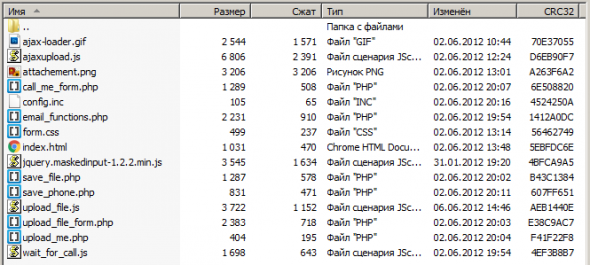 Имя Размер Сжат Тип Изменён CRC32
.. Папка с файлами
ajax-loader.gif 2 544 1 571 Файл "GIF" 02.06.2012 10:44 70E37055
ajaxupload.js 6 806 2 391 Файл сценария JSc... 02.06.2012 12:24 D6EB90F7
attachement.png 3 206 3 206 Рисунок PNG 02.06.2012 13:01 A263F6A2
call_me_form.php 1 289 508 Файл "PHP" 02.06.2012 20:07 6E508820
config.inc 105 65 Файл "INC" 02.06.2012 20:16 4524250A
email_functions.php 2 231 910 Файл "PHP" 02.06.2012 19:54 1412A0DC
form.css 499 237 Файл "CSS" 02.06.2012 13:14 56462749
index.html 1 031 470 Chrome HTML Docu... 02.06.2012 13:48 5EBFDC6E
jquery.maskedinput-1.2.2.min.js 3 545 1 634 Файл сценария JSc... 31.01.2012 19:20 4BFCA9A5
save_file.php 1 287 578 Файл "PHP" 02.06.2012 20:02 B43C1384
save_phone.php 831 471 Файл "PHP" 02.06.2012 20:11 607FF651
upload_file.js 3 722 1 152 Файл сценария JSc... 06.06.2012 14:46 AEB1440E
upload_file_form.php 2 383 718 Файл "PHP" 02.06.2012 20:03 E38C9AC7
upload_me.php 404 195 Файл "PHP" 02.06.2012 20:04 F41F22F8
wait_for_call.js 1 698 643 Файл сценария JSc... 02.06.2012 19:54 4EF3B8B7